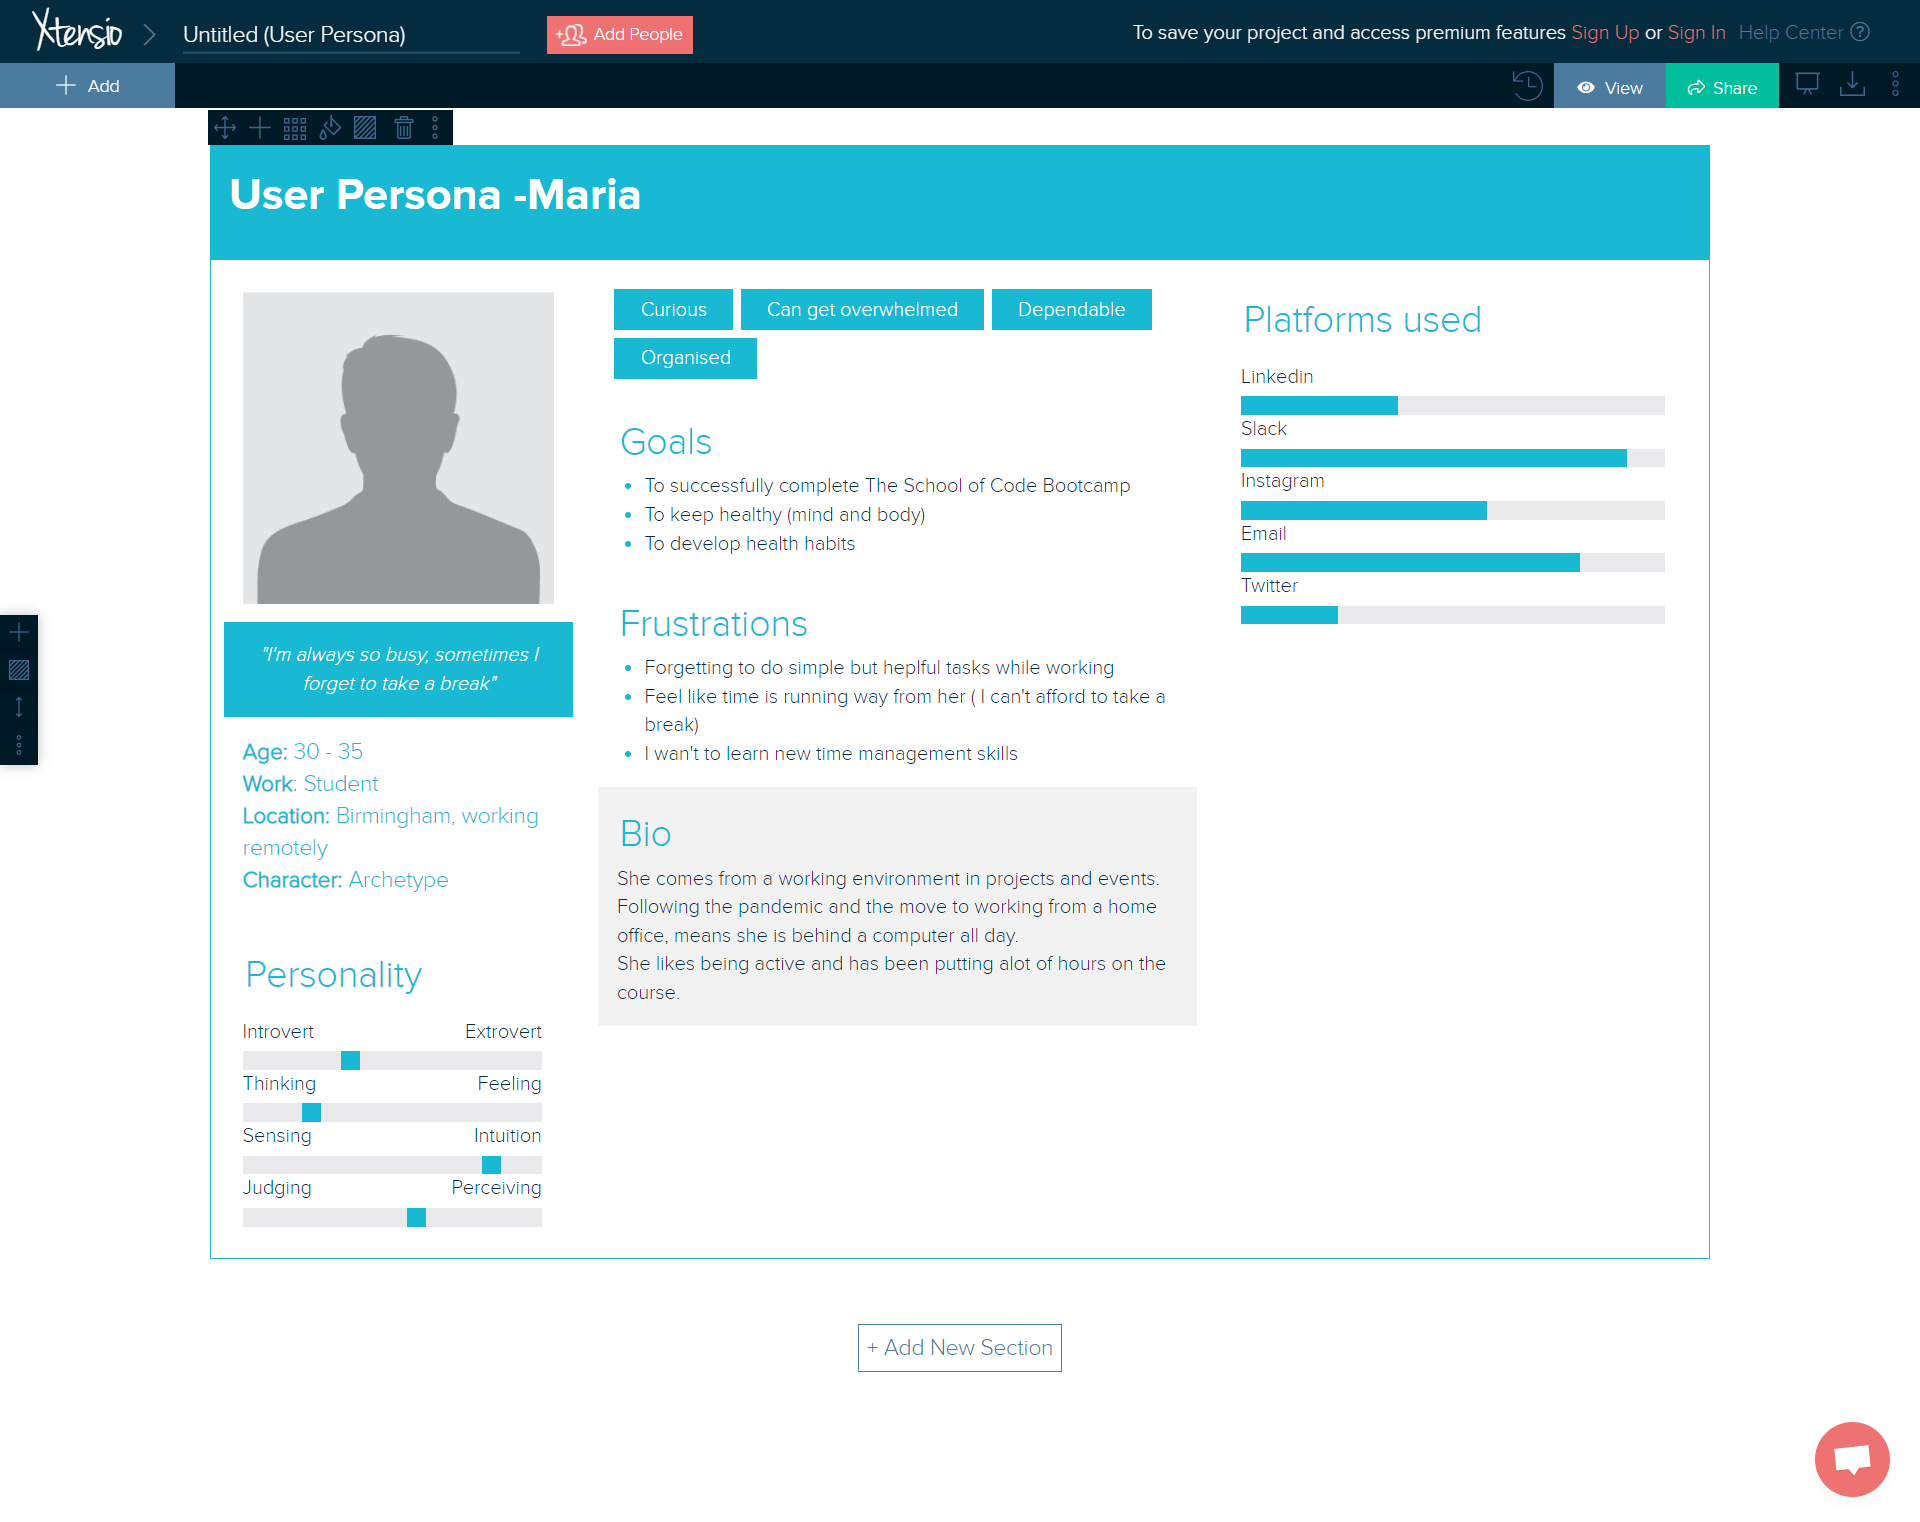 Xtensio
Untitled (User Persona)
+ Add People
To save your project and access premium features Sign Up or Sign In Help Center ?
+ Add
View
Share
User Persona -Maria
"I'm always so busy, sometimes I
forget to take a break"
Age: 30 - 35
Work: Student
Location: Birmingham, working
remotely
Character: Archetype
Personality
Introvert Extrovert
Thinking Feeling
Sensing Intuition
Judging Perceiving
Curious Can get overwhelmed Dependable
Organised
Goals
• To successfully complete The School of Code Bootcamp
• To keep healthy (mind and body)
• To develop health habits
Frustrations
• Forgetting to do simple but heplful tasks while working
• Feel like time is running way from her ( I can't afford to take a
break)
• I wan't to learn new time management skills
Bio
She comes from a working environment in projects and events.
Following the pandemic and the move to working from a home
office, means she is behind a computer all day.
She likes being active and has been putting alot of hours on the
course.
Platforms used
Linkedin
Slack
Instagram
Email
Twitter
+ Add New Section